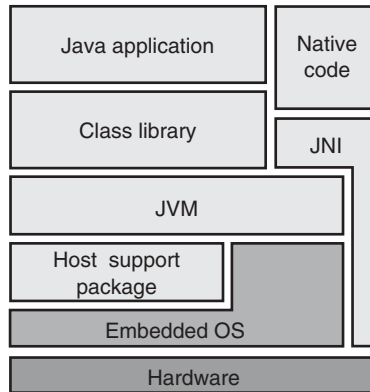 Java application
Native
code
Class library
JNI
JVM
Host support
package
Embedded OS
Hardware